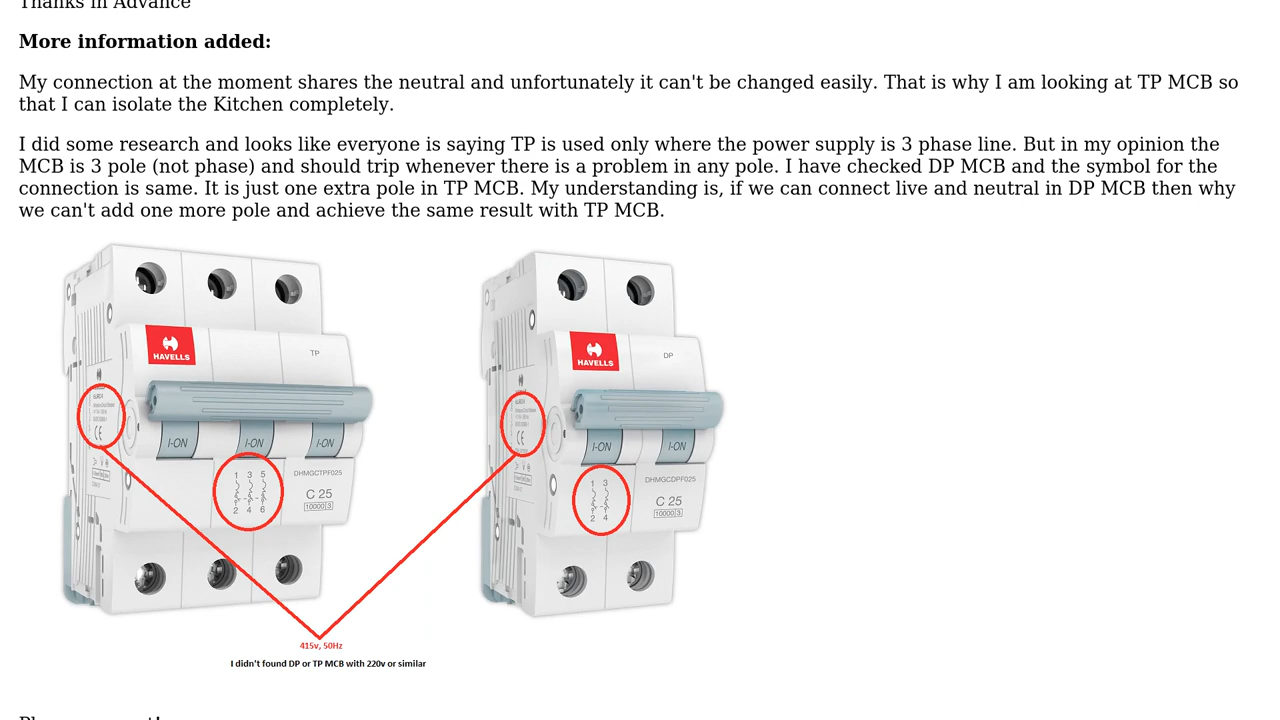 Thanks in Advance
More information added:
My connection at the moment shares the neutral and unfortunately it can't be changed easily. That is why I am looking at TP MCB so
that I can isolate the Kitchen completely.
I did some research and looks like everyone is saying TP is used only where the power supply is 3 phase line. But in my opinion the
MCB is 3 pole (not phase) and should trip whenever there is a problem in any pole. I have checked DP MCB and the symbol for the
connection is same. It is just one extra pole in TP MCB. My understanding is, if we can connect live and neutral in DP MCB then why
we can't add one more pole and achieve the same result with TP MCB.
HAVELLS
TP
I-ON I-ON I-ON
1 3 5
2 4 6
DHMGCTPF025
C 25
10000 3
CE
HAVELLS
DP
I-ON I-ON
1 3
2 4
DHMGCDPF025
C 25
10000 3
CE
415v, 50Hz
I didn't found DP or TP MCB with 220v or similar